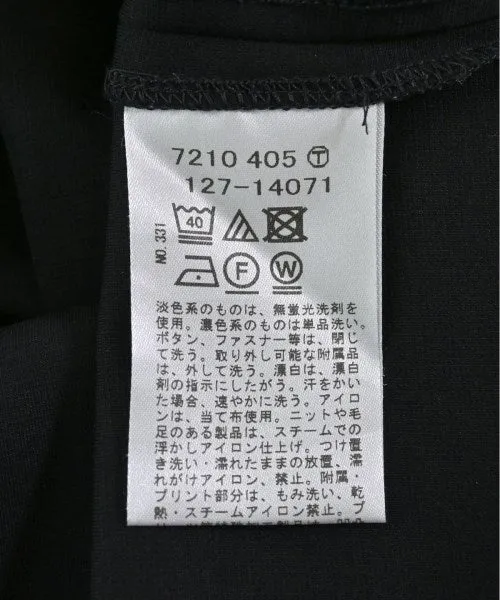 7210 405 Ⓣ
127-14071
NO.331
40
F W
淡色系のものは、無蛍光洗剤を
使用。濃色系のものは単品洗い。
ボタン、ファスナー等は、閉じ
て洗う。取り外し可能な附属品
は、外して洗う。漂白は、漂白
剤の指示にしたがう。汗をかい
た場合、速やかに洗う。アイロ
ンは、当て布使用。ニットや毛
足のある製品は、スチームでの
浮かしアイロン仕上げ。つけ置
き洗い・濡れたままの放置、濡
れがけアイロン、禁止。附属・
プリント部分は、もみ洗い、乾
熱・スチームアイロン禁止。プ